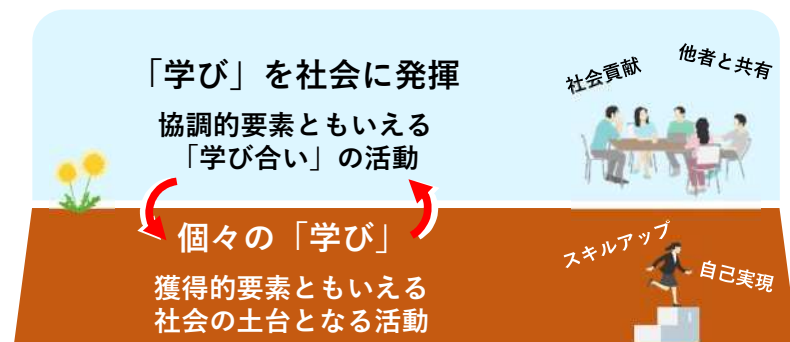 「学び」を社会に発揮
協調的要素ともいえる
「学び合い」の活動
社会貢献
他者と共有
個々の「学び」
獲得的要素ともいえる
社会の土台となる活動
スキルアップ
自己実現